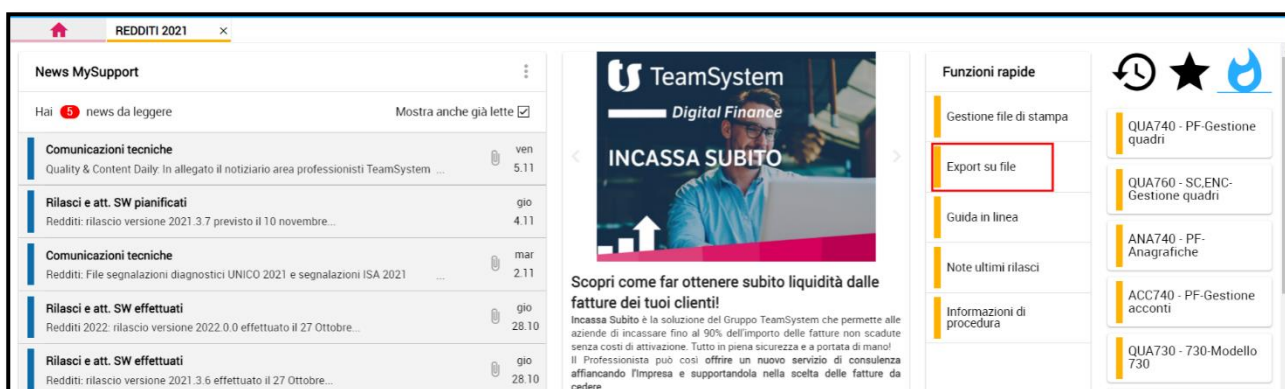 REDDITI 2021 ×
News MySupport
Hai 5 news da leggere
Mostra anche già lette
Comunicazioni tecniche
ven
Quality & Content Daily: In allegato il notiziario area professionisti TeamSystem ...
5.11
Rilasci e att. SW pianificati
gio
Redditi: rilascio versione 2021.3.7 previsto il 10 novembre...
4.11
Comunicazioni tecniche
mar
Redditi: File segnalazioni diagnostici UNICO 2021 e segnalazioni ISA 2021 ...
2.11
Rilasci e att. SW effettuati
gio
Redditi 2022: rilascio versione 2022.0.0 effettuato il 27 Ottobre...
28.10
Rilasci e att. SW effettuati
gio
Redditi: rilascio versione 2021.3.6 effettuato il 27 Ottobre...
28.10
ts TeamSystem
Digital Finance
INCASSA SUBITO
Scopri come far ottenere subito liquidità dalle
fatture dei tuoi clienti!
Incassa Subito è la soluzione del Gruppo TeamSystem che permette alle
aziende di incassare fino al 90% dell'importo delle fatture non scadute
senza costi di attivazione. Tutto in piena sicurezza e a portata di mano!
Il Professionista può così offrire un nuovo servizio di consulenza
affiancando l'Impresa e supportandola nella scelta delle fatture da
cedere
Funzioni rapide
Gestione file di stampa
Export su file
Guida in linea
Note ultimi rilasci
Informazioni di
procedura
QUA740 - PF-Gestione
quadri
QUA760 - SC,ENC-
Gestione quadri
ANA740 - PF-
Anagrafiche
ACC740 - PF-Gestione
acconti
QUA730 - 730-Modello
730